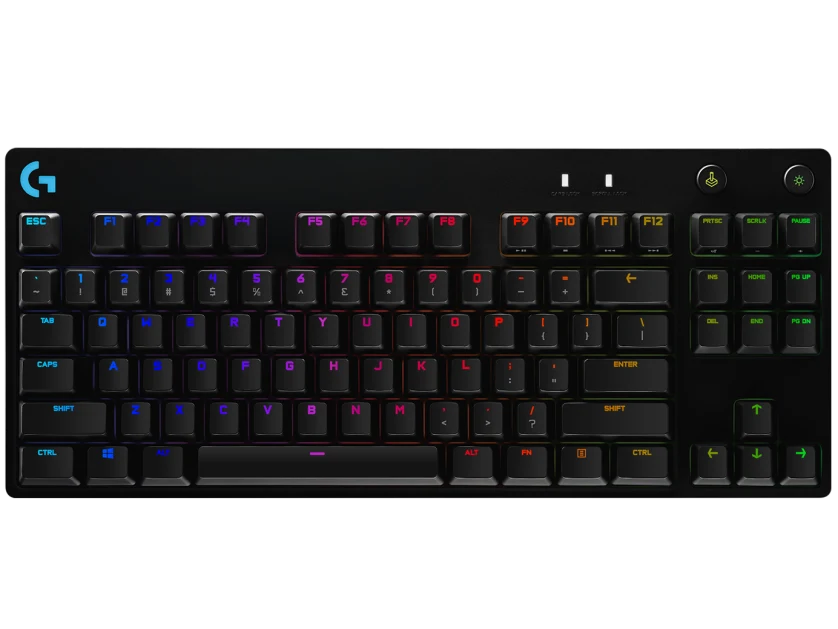 G
ESC F1 F2 F3 F4 F5 F6 F7 F8 F9 F10 F11 F12 PRTSC SCRLK PAUSE
` 1 2 3 4 5 6 7 8 9 0 - = ← INS HOME PG UP
~ ! @ # $ % ^ & * ( ) _ +
TAB Q W E R T Y U I O P [ ] \ DEL END PG DN
{ } |
CAPS A S D F G H J K L ; ' ENTER
: "
SHIFT Z X C V B N M , . / SHIFT ↑
< > ?
CTRL ALT — ALT FN CTRL ← ↓ →